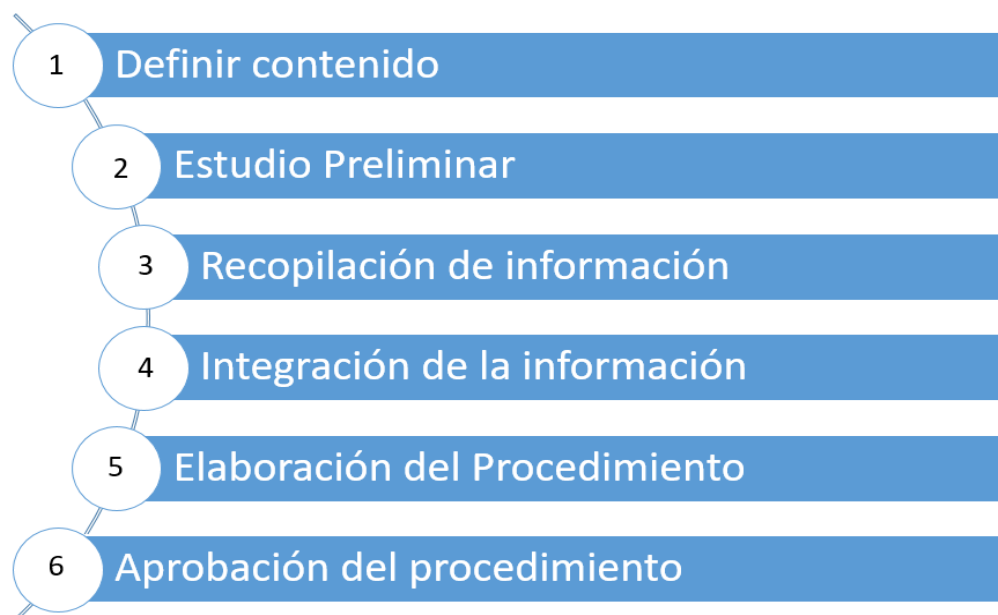 1 Definir contenido
2 Estudio Preliminar
3 Recopilación de información
4 Integración de la información
5 Elaboración del Procedimiento
6 Aprobación del procedimiento